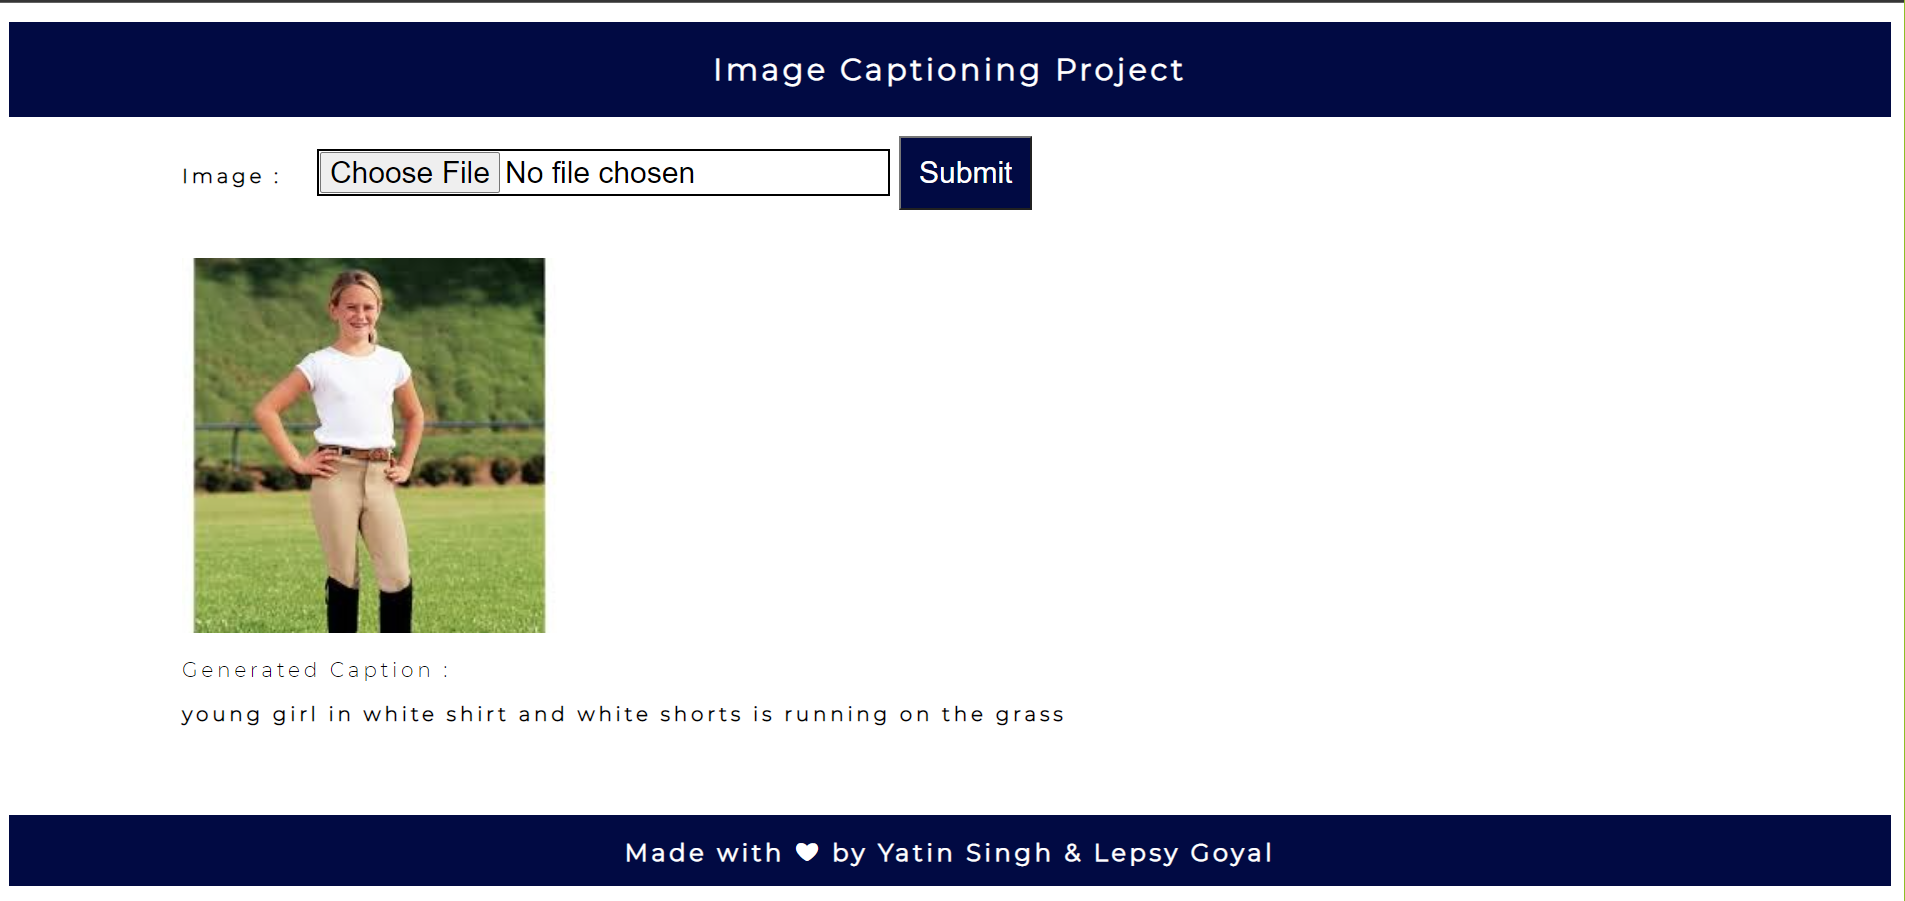 Image Captioning Project
Image : Choose File No file chosen Submit
Generated Caption :
young girl in white shirt and white shorts is running on the grass
Made with ♥ by Yatin Singh & Lepsy Goyal